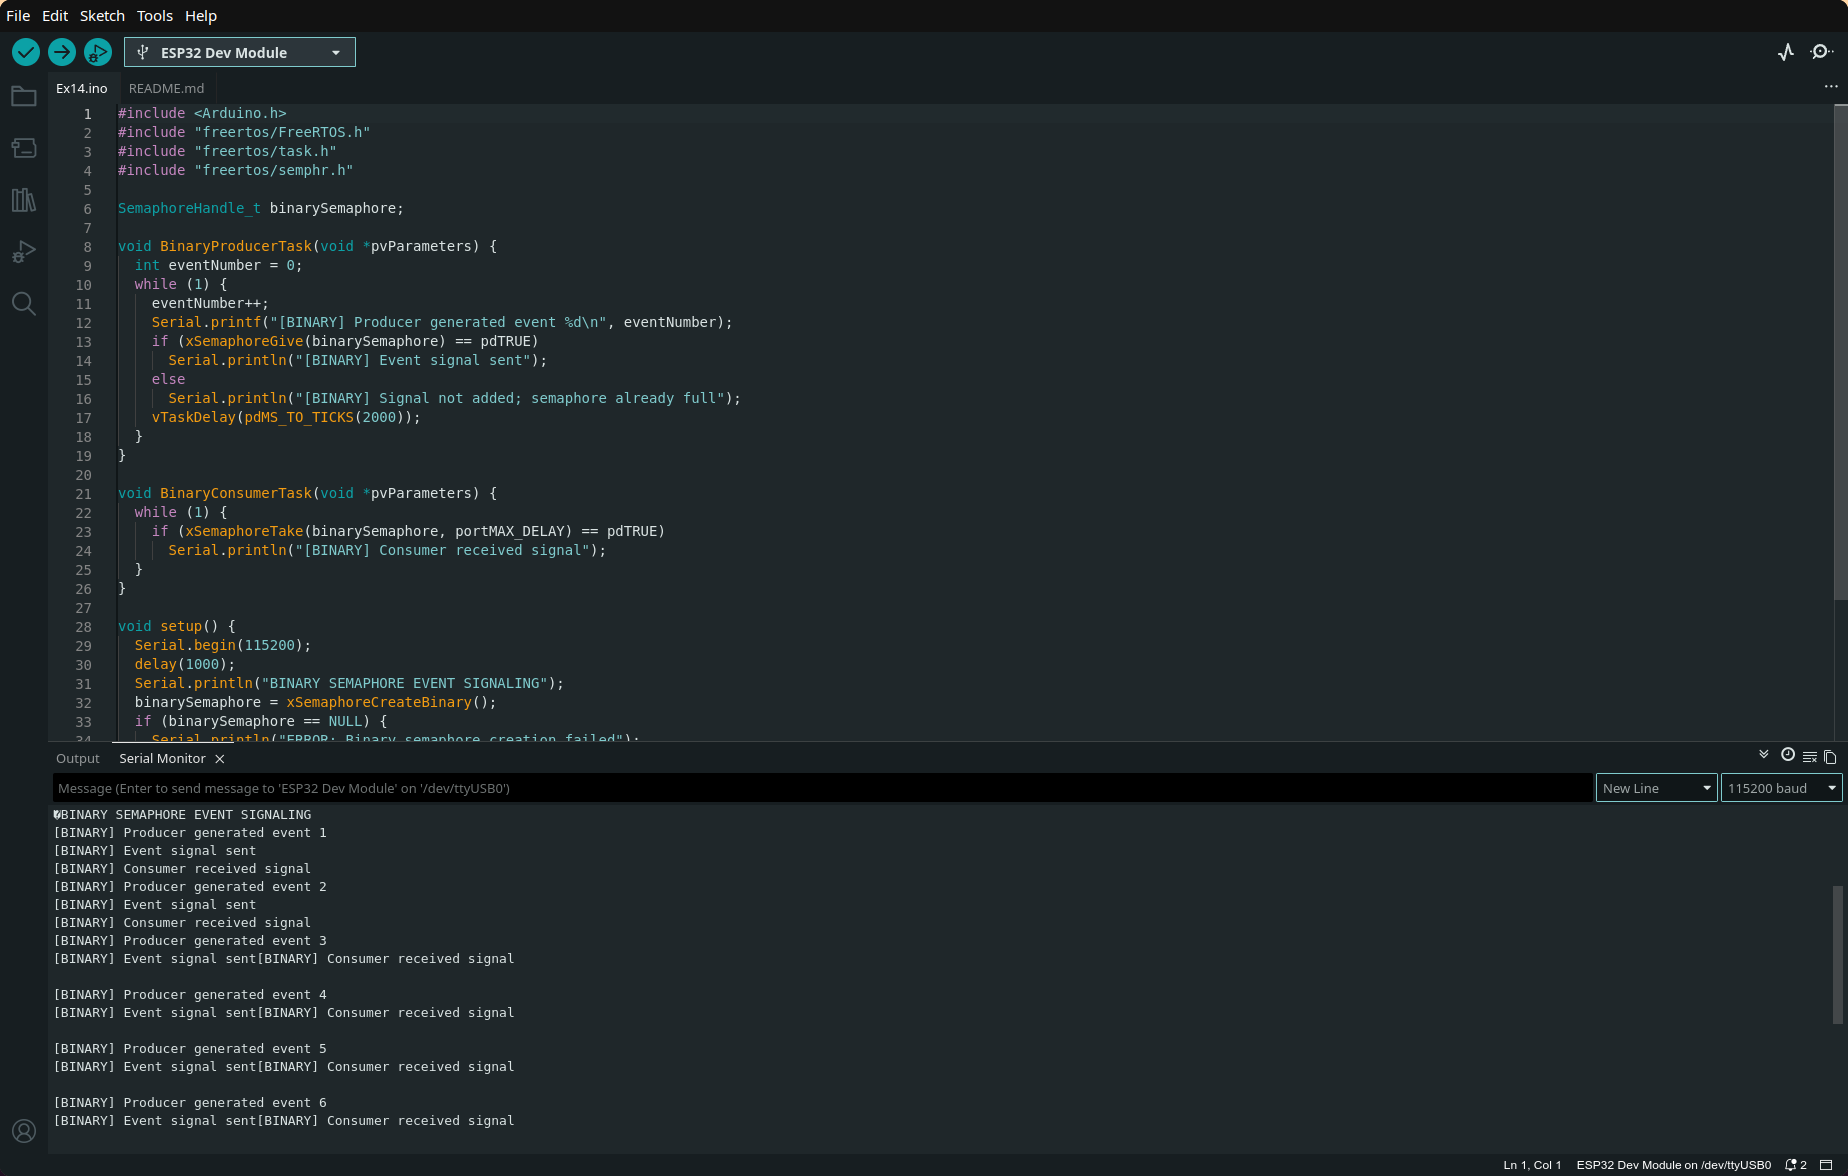 File Edit Sketch Tools Help
ESP32 Dev Module
Ex14.ino README.md
1 #include <Arduino.h>
2 #include "freertos/FreeRTOS.h"
3 #include "freertos/task.h"
4 #include "freertos/semphr.h"
5
6 SemaphoreHandle_t binarySemaphore;
7
8 void BinaryProducerTask(void *pvParameters) {
9   int eventNumber = 0;
10   while (1) {
11     eventNumber++;
12     Serial.printf("[BINARY] Producer generated event %d\n", eventNumber);
13     if (xSemaphoreGive(binarySemaphore) == pdTRUE)
14       Serial.println("[BINARY] Event signal sent");
15     else
16       Serial.println("[BINARY] Signal not added; semaphore already full");
17     vTaskDelay(pdMS_TO_TICKS(2000));
18   }
19 }
20
21 void BinaryConsumerTask(void *pvParameters) {
22   while (1) {
23     if (xSemaphoreTake(binarySemaphore, portMAX_DELAY) == pdTRUE)
24       Serial.println("[BINARY] Consumer received signal");
25   }
26 }
27
28 void setup() {
29   Serial.begin(115200);
30   delay(1000);
31   Serial.println("BINARY SEMAPHORE EVENT SIGNALING");
32   binarySemaphore = xSemaphoreCreateBinary();
33   if (binarySemaphore == NULL) {
34     Serial.println("ERROR: Binary semaphore creation failed");
Output Serial Monitor
Message (Enter to send message to 'ESP32 Dev Module' on '/dev/ttyUSB0') New Line 115200 baud
BINARY SEMAPHORE EVENT SIGNALING
[BINARY] Producer generated event 1
[BINARY] Event signal sent
[BINARY] Consumer received signal
[BINARY] Producer generated event 2
[BINARY] Event signal sent
[BINARY] Consumer received signal
[BINARY] Producer generated event 3
[BINARY] Event signal sent[BINARY] Consumer received signal

[BINARY] Producer generated event 4
[BINARY] Event signal sent[BINARY] Consumer received signal

[BINARY] Producer generated event 5
[BINARY] Event signal sent[BINARY] Consumer received signal

[BINARY] Producer generated event 6
[BINARY] Event signal sent[BINARY] Consumer received signal
Ln 1, Col 1 ESP32 Dev Module on /dev/ttyUSB0 2